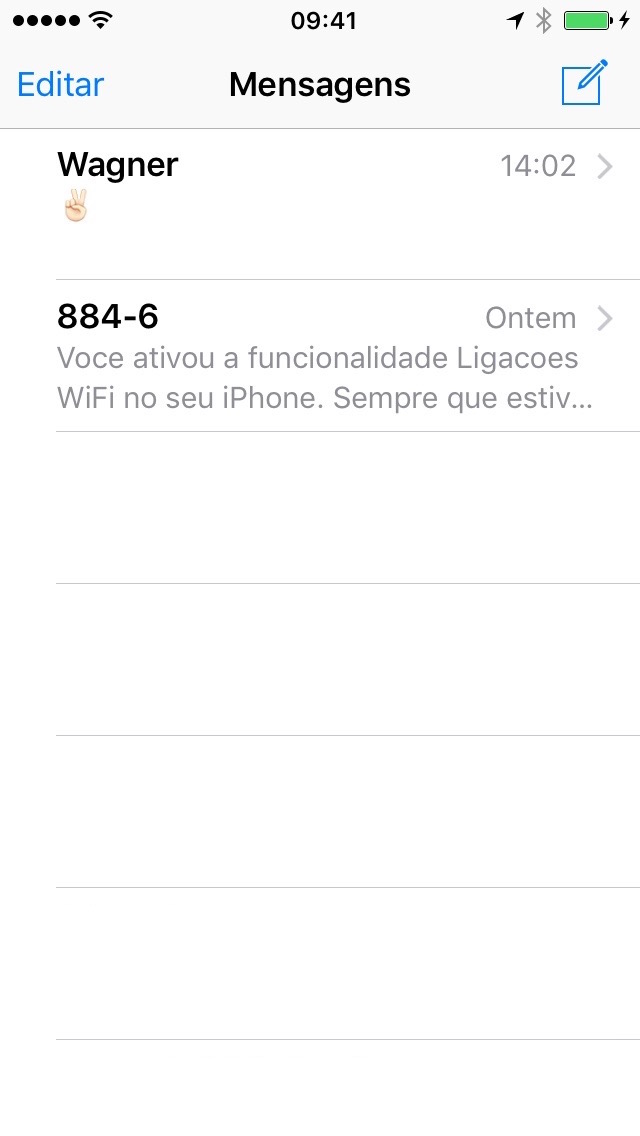 09:41
Editar
Mensagens
Wagner
14:02
✌🏻
884-6
Ontem
Voce ativou a funcionalidade Ligacoes
WiFi no seu iPhone. Sempre que estiv...